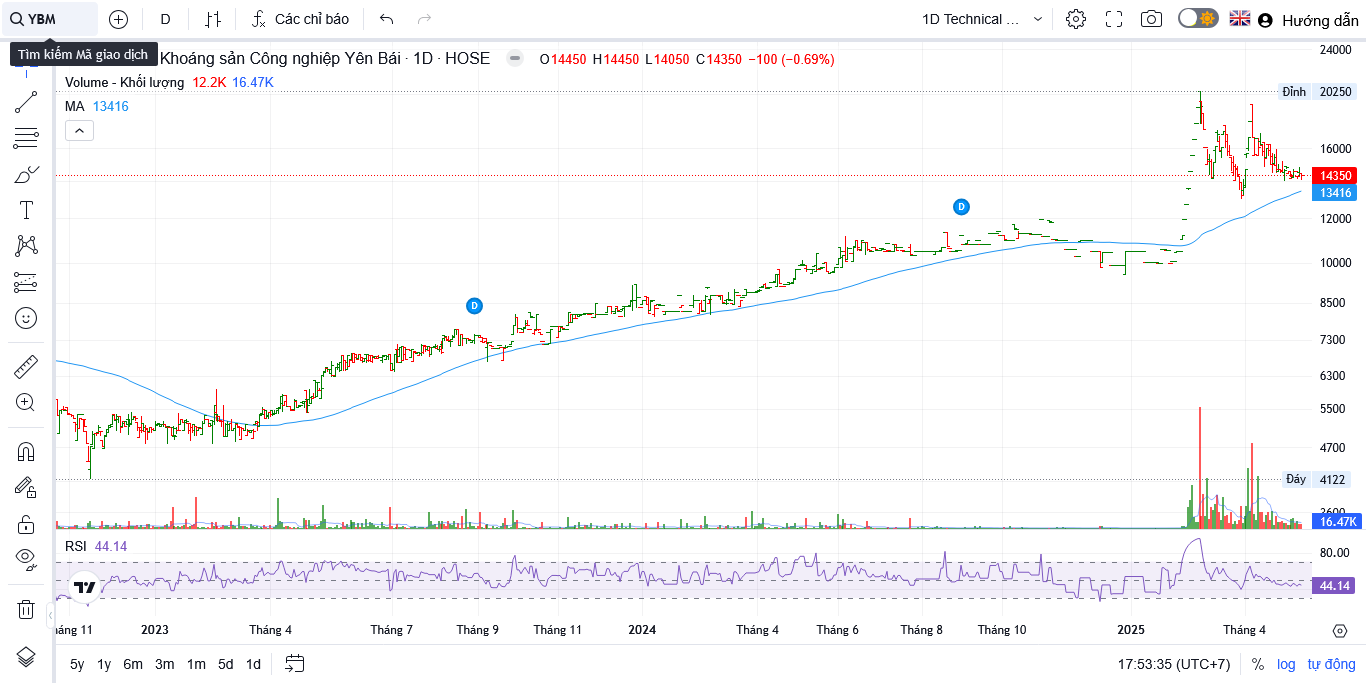 YBM D Các chỉ báo 1D Technical ... Hướng dẫn
Tìm kiếm Mã giao dịch Khoáng sản Công nghiệp Yên Bái · 1D · HOSE O14450 H14450 L14050 C14350 −100 (−0.69%)
Volume - Khối lượng 12.2K 16.47K
MA 13416
24000
Đỉnh 20250
16000
14350
13416
12000
10000
8500
7300
6300
5500
4700
Đáy 4122
3600
16.47K
D
D
RSI 44.14
80.00
44.14
háng 11 2023 Tháng 4 Tháng 7 Tháng 9 Tháng 11 2024 Tháng 4 Tháng 6 Tháng 8 Tháng 10 2025 Tháng 4
5y 1y 6m 3m 1m 5d 1d 17:53:35 (UTC+7) % log tự động